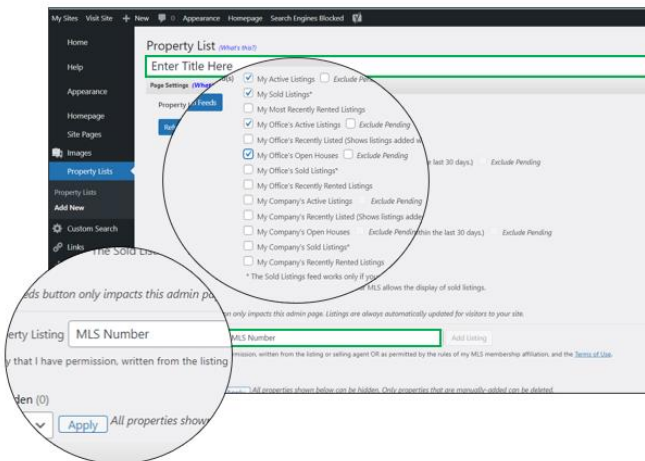 My Sites Visit Site + New 0 Appearance Homepage Search Engines Blocked
Home
Help
Appearance
Homepage
Site Pages
Images
Property Lists
Property Lists
Add New
Custom Search
Links
Property List (What's this?)
Enter Title Here
Page Settings
Feeds
My Active Listings Exclude
My Sold Listings*
My Most Recently Rented Listings
My Office's Active Listings Exclude Pending
My Office's Recently Listed (Shows listings added
My Office's Open Houses Exclude Pending
e last 30 days.) Exclude Pending
My Office's Sold Listings*
My Office's Recently Rented Listings
My Company's Active Listings Exclude Pending
My Company's Recently Listed (Shows listings adde
My Company's Open Houses Exclude Pending
thin the last 30 days.) Exclude Pending
My Company's Sold Listings*
My Company's Recently Rented Listings
* The Sold Listings feed works only if you
MLS allows the display of sold listings.
The Sold
eds button only impacts this admin pag
on only impacts this admin page. Listings are always automatically updated for visitors to your site.
erty Listing MLS Number
MLS Number Add Listing
y that I have permission, written from the listing
mission, written from the listing or selling agent OR as permitted by the rules of my MLS membership affiliation, and the Terms of Use.
den (0)
Apply All properties show
All properties shown below can be hidden. Only properties that are manually-added can be deleted.